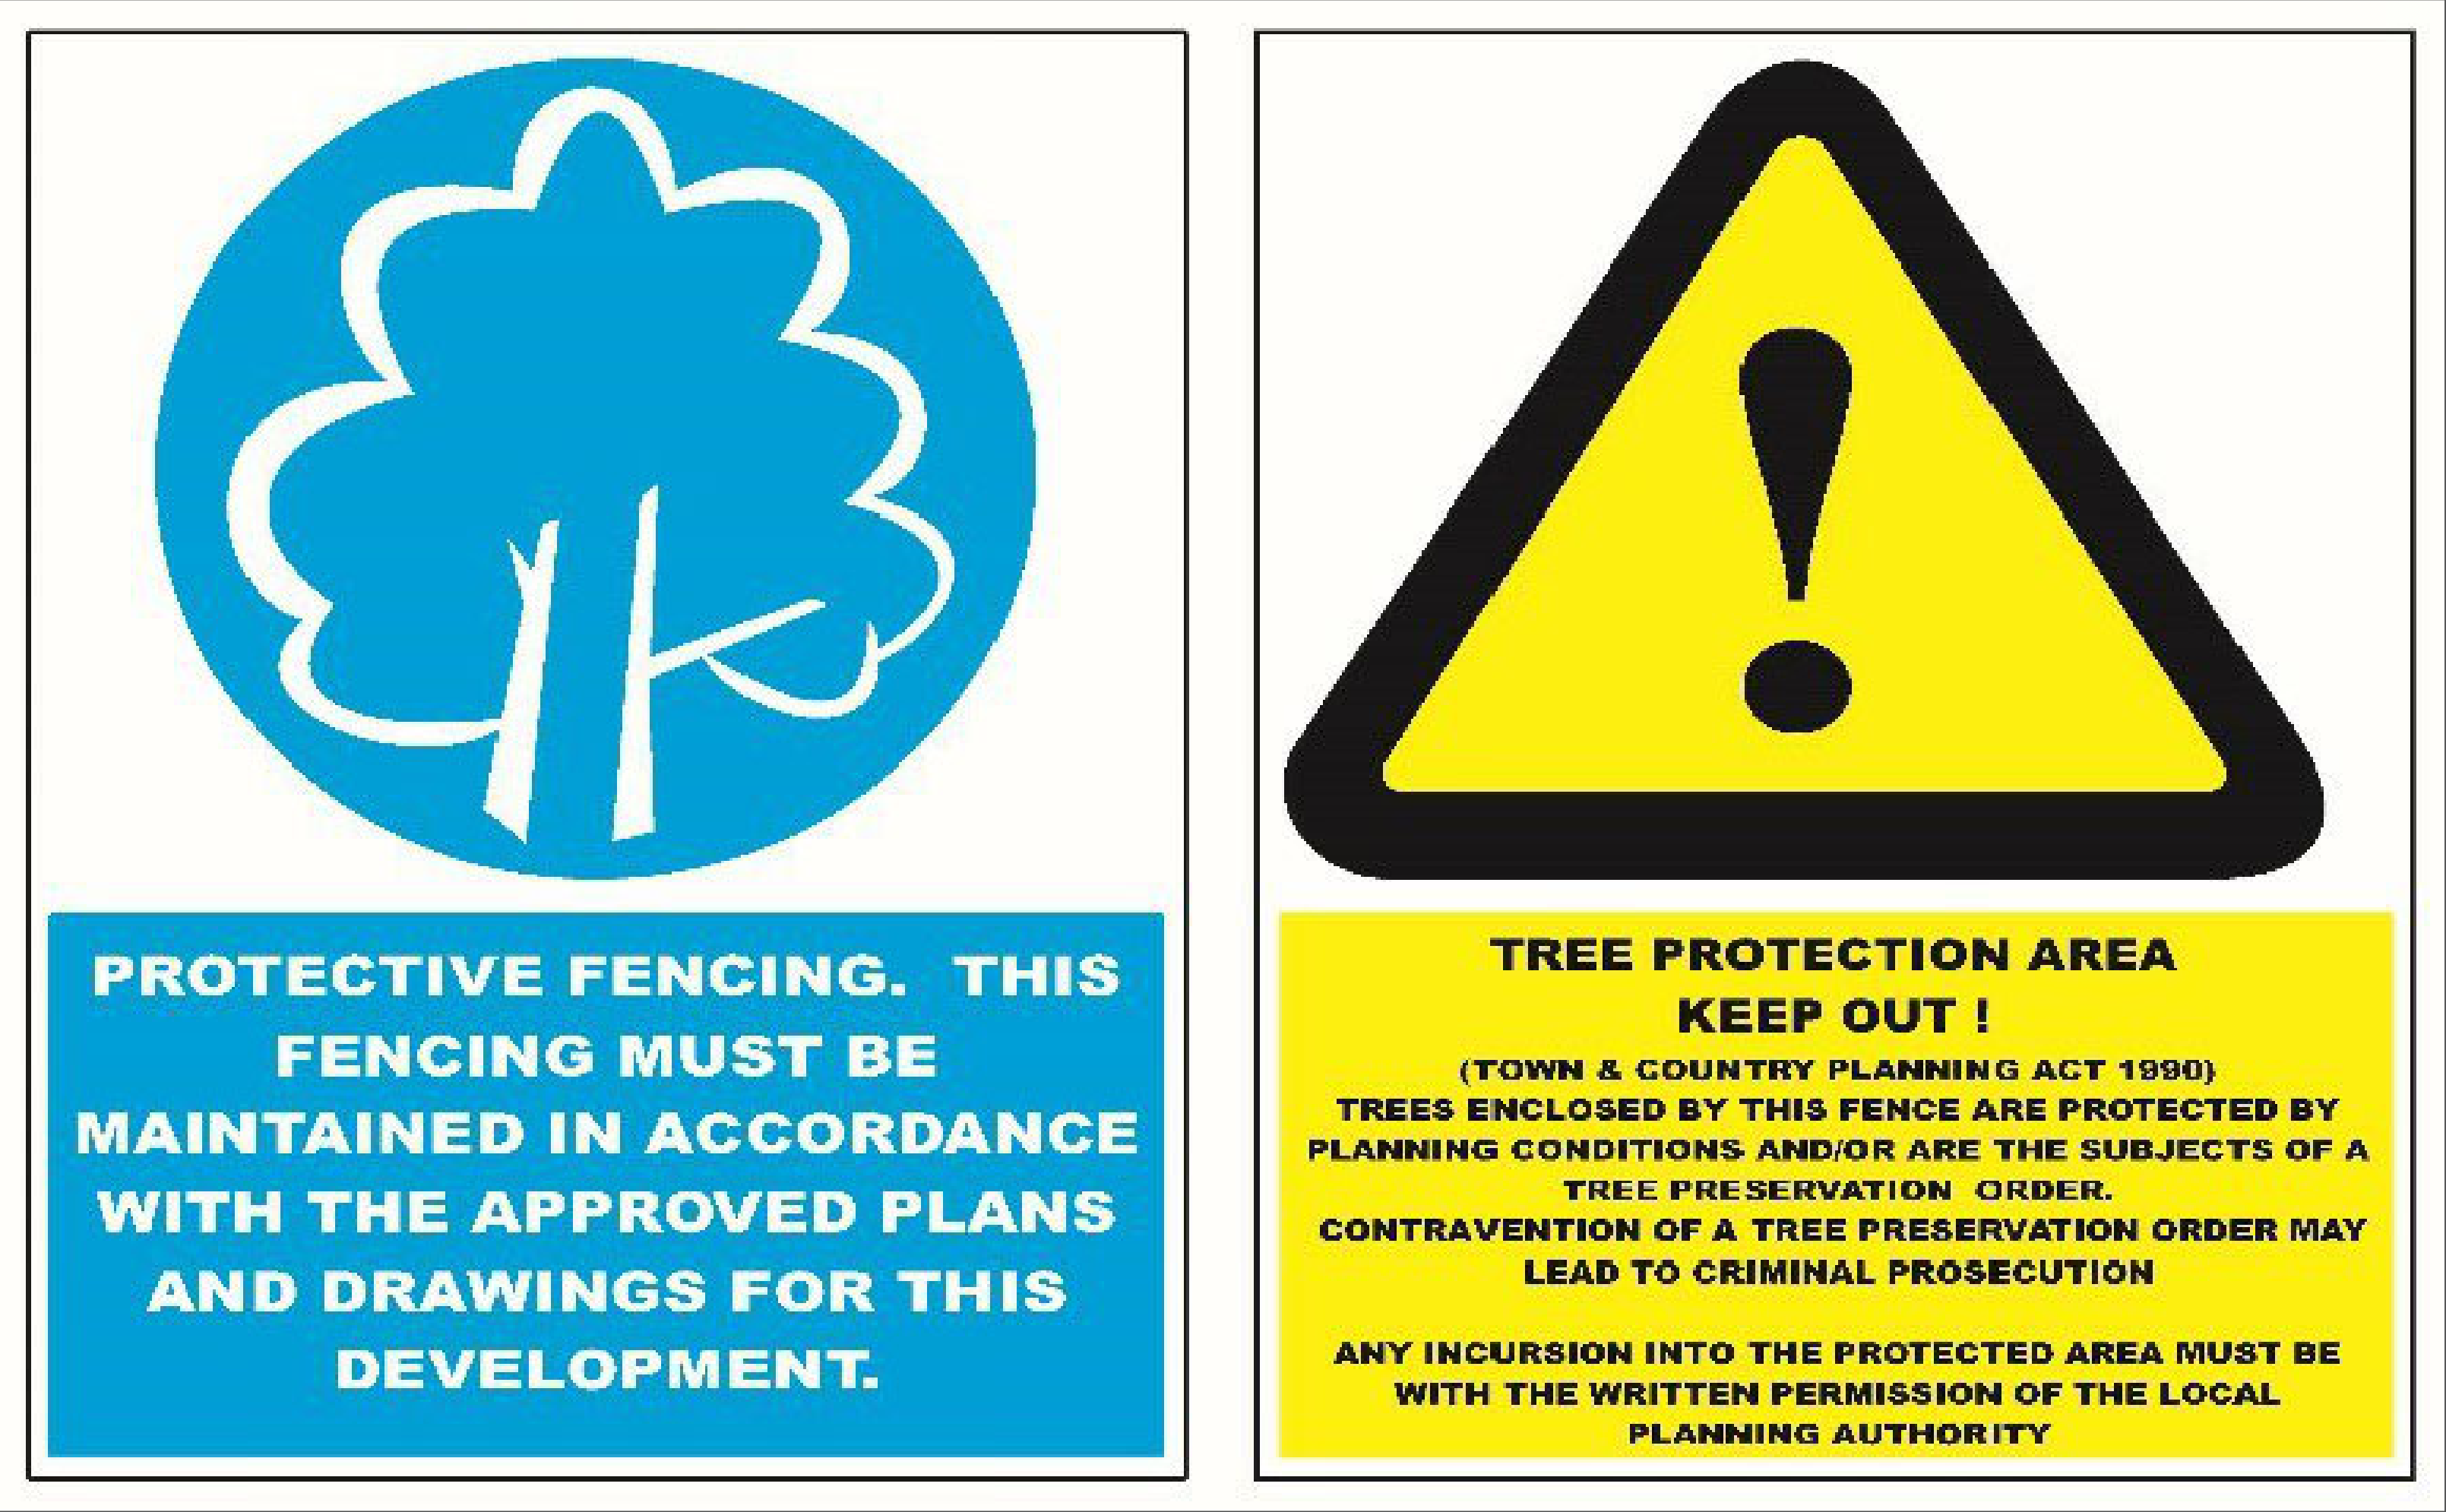 PROTECTIVE FENCING. THIS
FENCING MUST BE
MAINTAINED IN ACCORDANCE
WITH THE APPROVED PLANS
AND DRAWINGS FOR THIS
DEVELOPMENT.
TREE PROTECTION AREA
KEEP OUT !
(TOWN & COUNTRY PLANNING ACT 1990)
TREES ENCLOSED BY THIS FENCE ARE PROTECTED BY
PLANNING CONDITIONS AND/OR ARE THE SUBJECTS OF A
TREE PRESERVATION ORDER.
CONTRAVENTION OF A TREE PRESERVATION ORDER MAY
LEAD TO CRIMINAL PROSECUTION
ANY INCURSION INTO THE PROTECTED AREA MUST BE
WITH THE WRITTEN PERMISSION OF THE LOCAL
PLANNING AUTHORITY